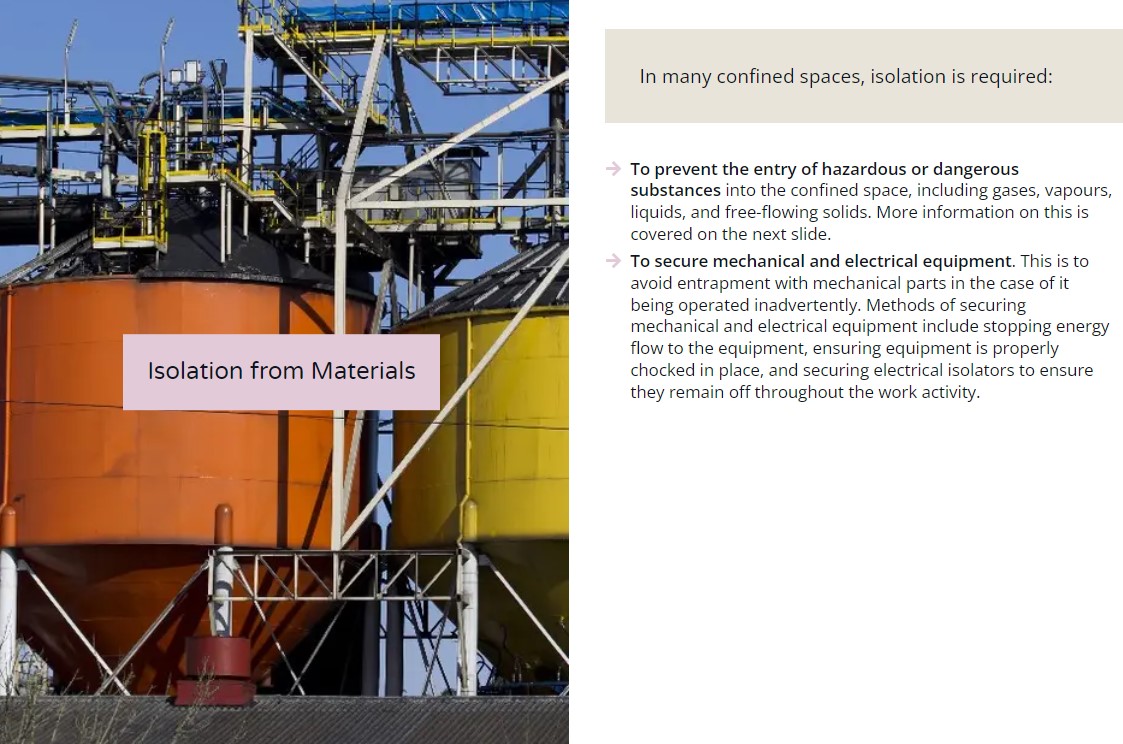 Isolation from Materials
In many confined spaces, isolation is required:
To prevent the entry of hazardous or dangerous
substances into the confined space, including gases, vapours,
liquids, and free-flowing solids. More information on this is
covered on the next slide.
To secure mechanical and electrical equipment. This is to
avoid entrapment with mechanical parts in the case of it
being operated inadvertently. Methods of securing
mechanical and electrical equipment include stopping energy
flow to the equipment, ensuring equipment is properly
chocked in place, and securing electrical isolators to ensure
they remain off throughout the work activity.